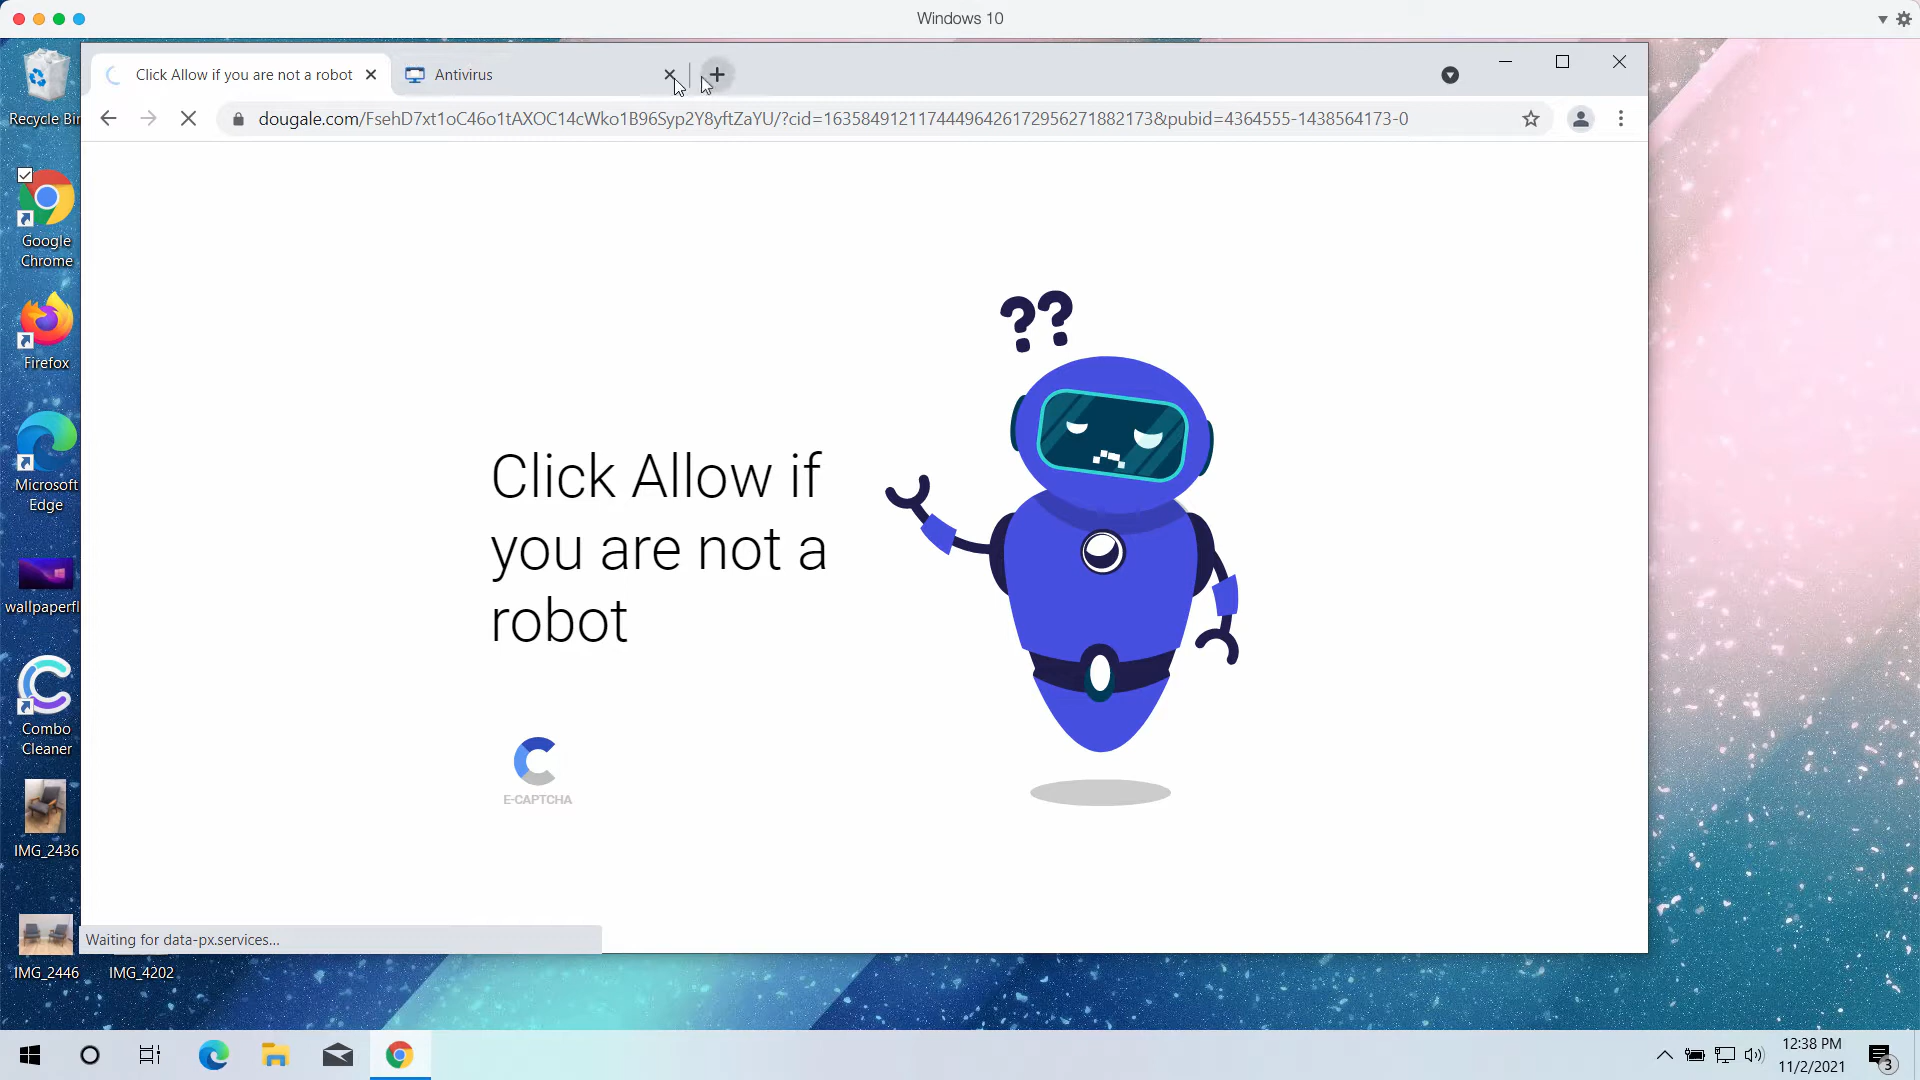 Windows 10
Click Allow if you are not a robot
Antivirus
dougale.com/FsehD7xt1oC46o1tAXOC14cWko1B96Syp2Y8yftZaYU/?cid=16358491211744496426172956271882173&pubid=4364555-1438564173-0
Recycle Bin
Google
Chrome
Firefox
Microsoft
Edge
wallpaperfl
Combo
Cleaner
IMG_2436
IMG_2446
IMG_4202
??
Click Allow if
you are not a
robot
E-CAPTCHA
Waiting for data-px.services...
12:38 PM
11/2/2021
3